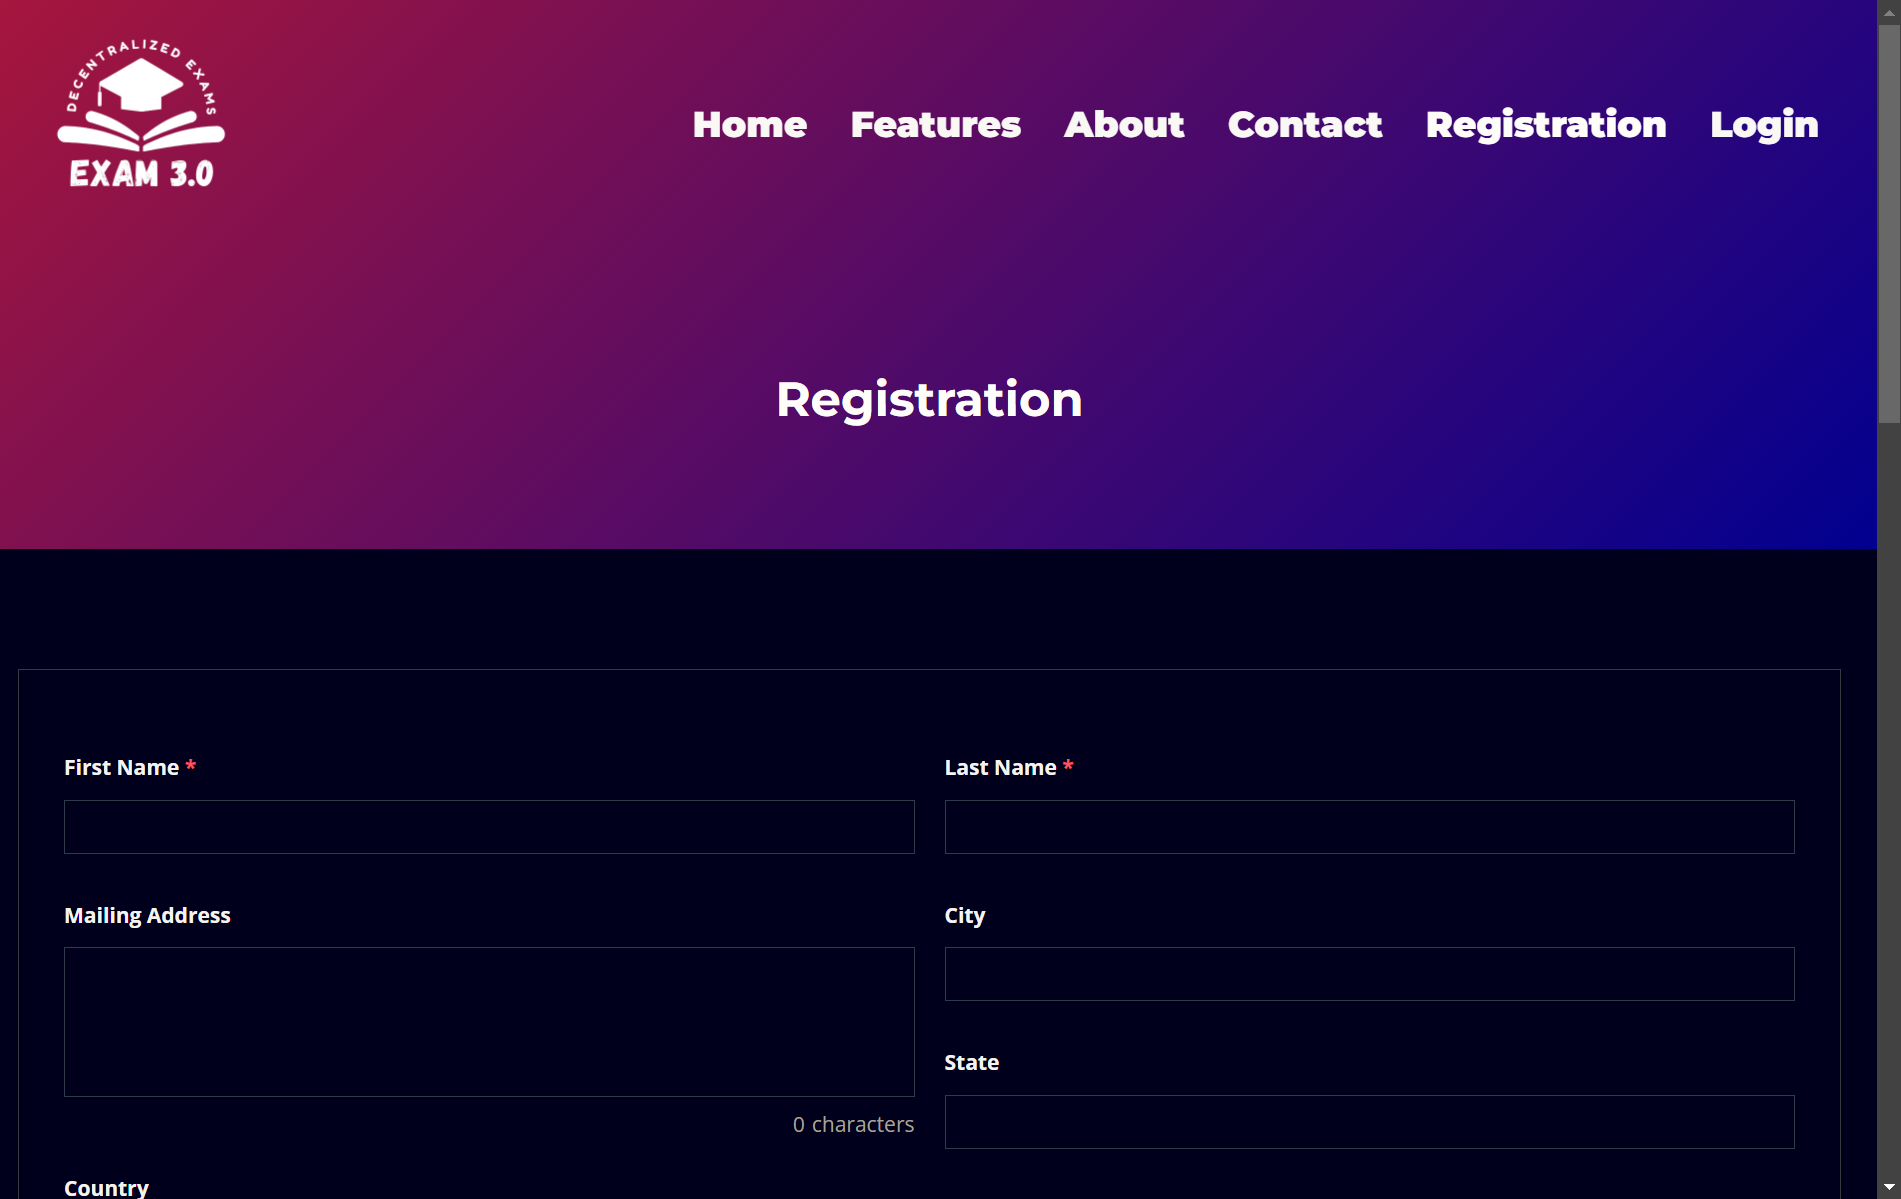 DECENTRALIZED EXAMS
EXAM 3.0
Home Features About Contact Registration Login
Registration
First Name *
Last Name *
Mailing Address
City
State
0 characters
Country